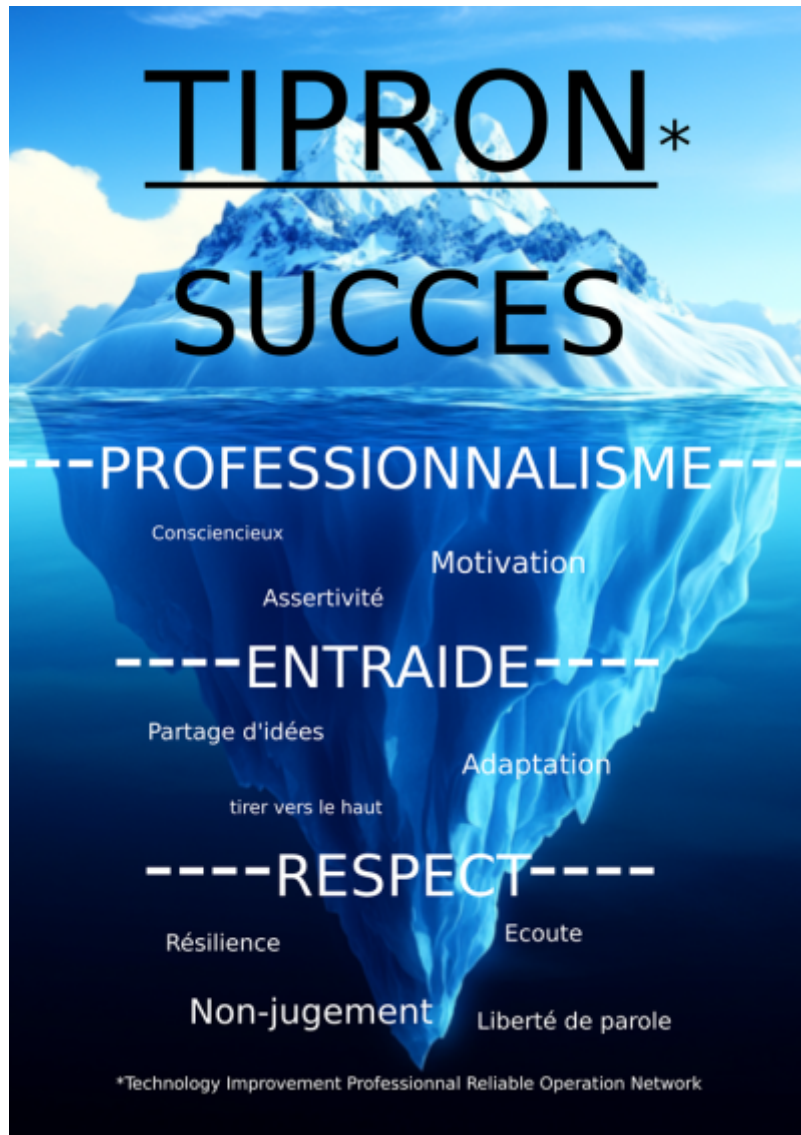 TIPRON*
SUCCES
---PROFESSIONNALISME---
Consciencieux
Motivation
Assertivité
----ENTRAIDE----
Partage d'idées
Adaptation
tirer vers le haut
----RESPECT----
Ecoute
Résilience
Non-jugement
Liberté de parole
*Technology Improvement Professionnal Reliable Operation Network